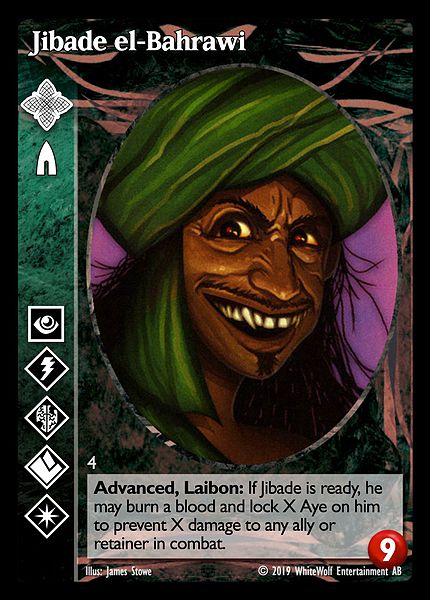 Jibade el-Bahrawi
4
Advanced, Laibon: If Jibade is ready, he
may burn a blood and lock X Aye on him
to prevent X damage to any ally or
retainer in combat.
9
Illus: James Stowe
© 2019 WhiteWolf Entertainment AB